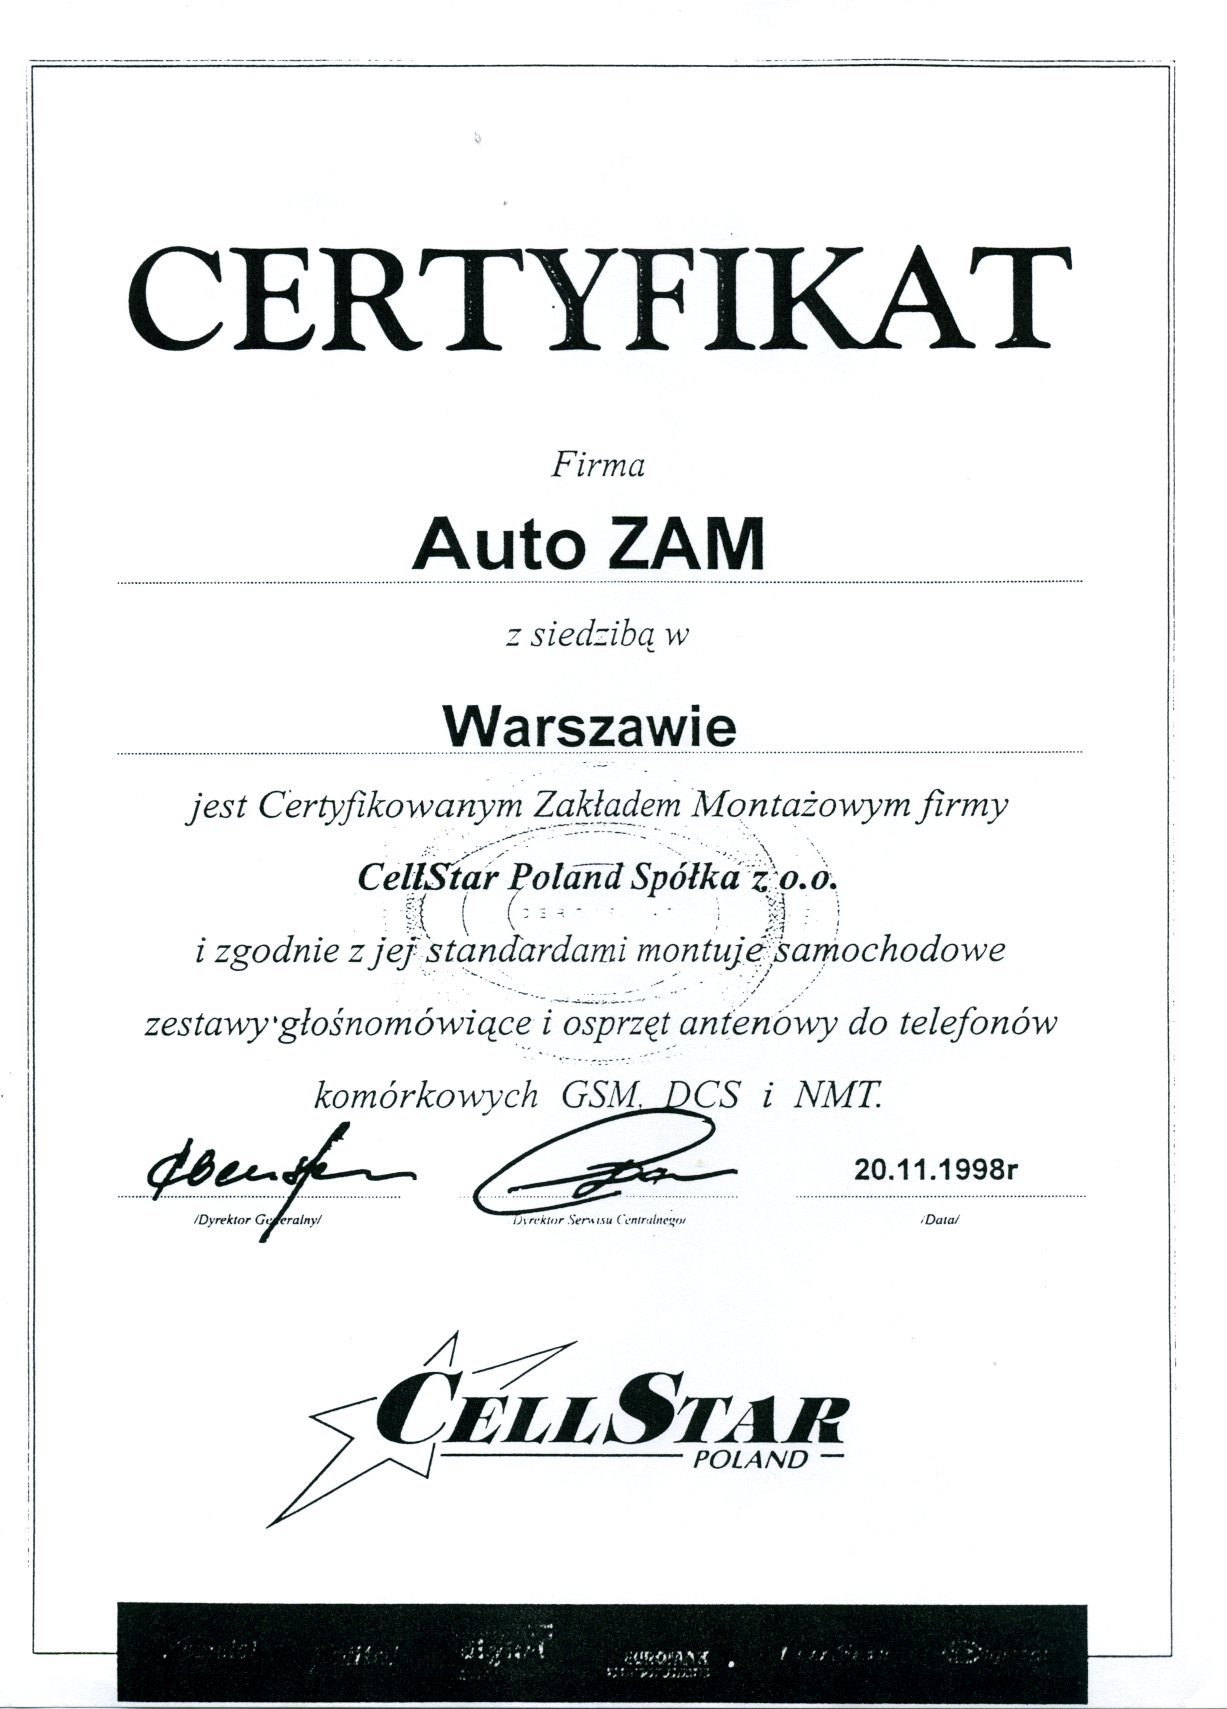 CERTYFIKAT
Firma
Auto ZAM
z siedzibą w
Warszawie
jest Certyfikowanym Zakładem Montażowym firmy
CellStar Poland Spółka z o.o.
CERTYFIKAT
i zgodnie z jej standardami montuje samochodowe
zestawy głośnomówiące i osprzęt antenowy do telefonów
komórkowych GSM, DCS i NMT.
20.11.1998r
/Dyrektor Generalny/ /Dyrektor Serwisu Centralnego/ /Data/
CELLSTAR
POLAND